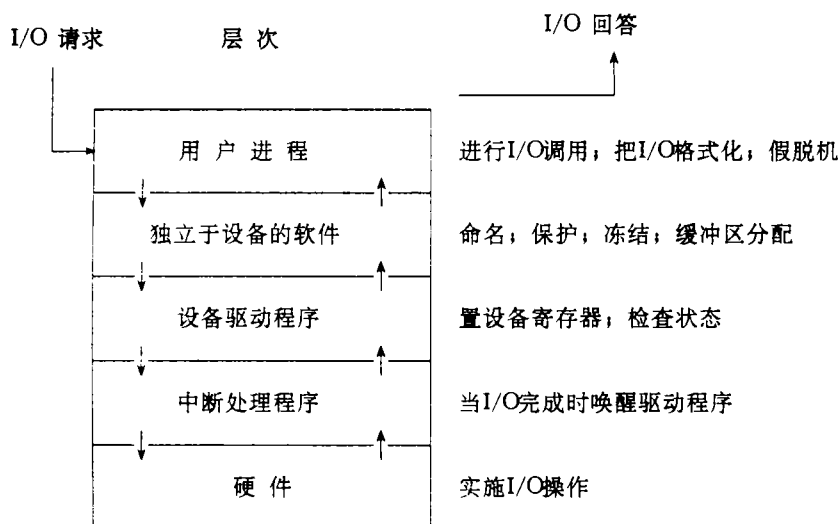 I/O 请求 层 次 I/O 回答
用 户 进 程 进行I/O调用；把I/O格式化；假脱机
独立于设备的软件 命名；保护；冻结；缓冲区分配
设备驱动程序 置设备寄存器；检查状态
中断处理程序 当I/O完成时唤醒驱动程序
硬 件 实施I/O操作